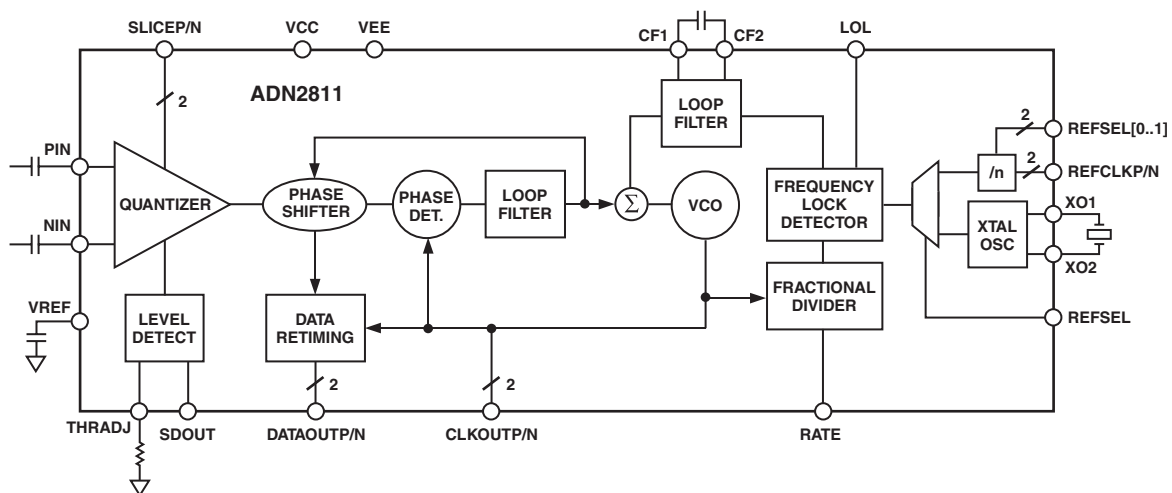 SLICEP/N
VCC
VEE
CF1
CF2
LOL
ADN2811
2
LOOP
FILTER
2
REFSEL[0..1]
PIN
/n
2
REFCLKP/N
QUANTIZER
PHASE
SHIFTER
PHASE
DET.
LOOP
FILTER
Σ
VCO
FREQUENCY
LOCK
DETECTOR
XTAL
OSC
XO1
XO2
NIN
VREF
LEVEL
DETECT
DATA
RETIMING
FRACTIONAL
DIVIDER
REFSEL
2
2
THRADJ
SDOUT
DATAOUTP/N
CLKOUTP/N
RATE